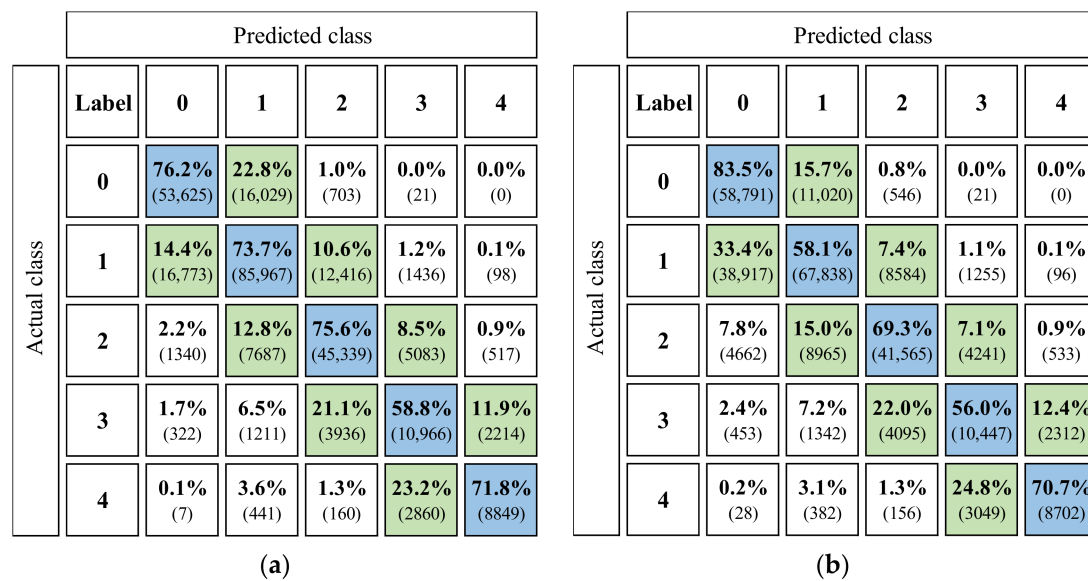 Predicted class
Actual class
Label 0 1 2 3 4
0 76.2% 22.8% 1.0% 0.0% 0.0%
(53,625) (16,029) (703) (21) (0)
1 14.4% 73.7% 10.6% 1.2% 0.1%
(16,773) (85,967) (12,416) (1436) (98)
2 2.2% 12.8% 75.6% 8.5% 0.9%
(1340) (7687) (45,339) (5083) (517)
3 1.7% 6.5% 21.1% 58.8% 11.9%
(322) (1211) (3936) (10,966) (2214)
4 0.1% 3.6% 1.3% 23.2% 71.8%
(7) (441) (160) (2860) (8849)
(a)
Predicted class
Actual class
Label 0 1 2 3 4
0 83.5% 15.7% 0.8% 0.0% 0.0%
(58,791) (11,020) (546) (21) (0)
1 33.4% 58.1% 7.4% 1.1% 0.1%
(38,917) (67,838) (8584) (1255) (96)
2 7.8% 15.0% 69.3% 7.1% 0.9%
(4662) (8965) (41,565) (4241) (533)
3 2.4% 7.2% 22.0% 56.0% 12.4%
(453) (1342) (4095) (10,447) (2312)
4 0.2% 3.1% 1.3% 24.8% 70.7%
(28) (382) (156) (3049) (8702)
(b)